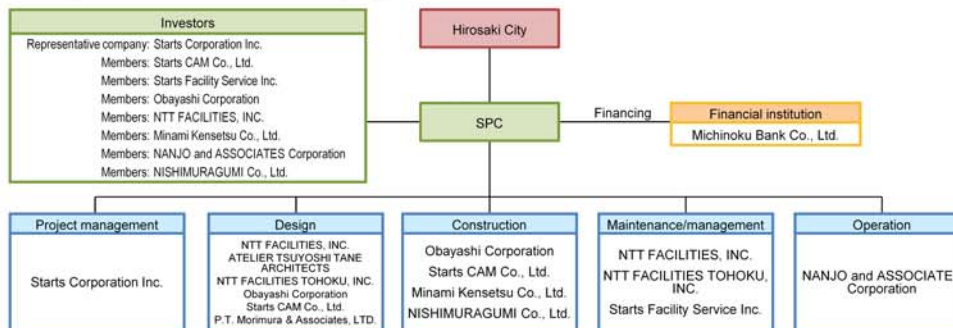 Investors
Representative company: Starts Corporation Inc.
Members: Starts CAM Co., Ltd.
Members: Starts Facility Service Inc.
Members: Obayashi Corporation
Members: NTT FACILITIES, INC.
Members: Minami Kensetsu Co., Ltd.
Members: NANJO and ASSOCIATES Corporation
Members: NISHIMURAGUMI Co., Ltd.
Hirosaki City
SPC
Financing
Financial institution
Michinoku Bank Co., Ltd.
Project management
Starts Corporation Inc.
Design
NTT FACILITIES, INC.
ATELIER TSUYOSHI TANE
ARCHITECTS
NTT FACILITIES TOHOKU, INC.
Obayashi Corporation
Starts CAM Co., Ltd.
P.T. Morimura & Associates, LTD.
Construction
Obayashi Corporation
Starts CAM Co., Ltd.
Minami Kensetsu Co., Ltd.
NISHIMURAGUMI Co., Ltd.
Maintenance/management
NTT FACILITIES, INC.
NTT FACILITIES TOHOKU,
INC.
Starts Facility Service Inc.
Operation
NANJO and ASSOCIATE
Corporation